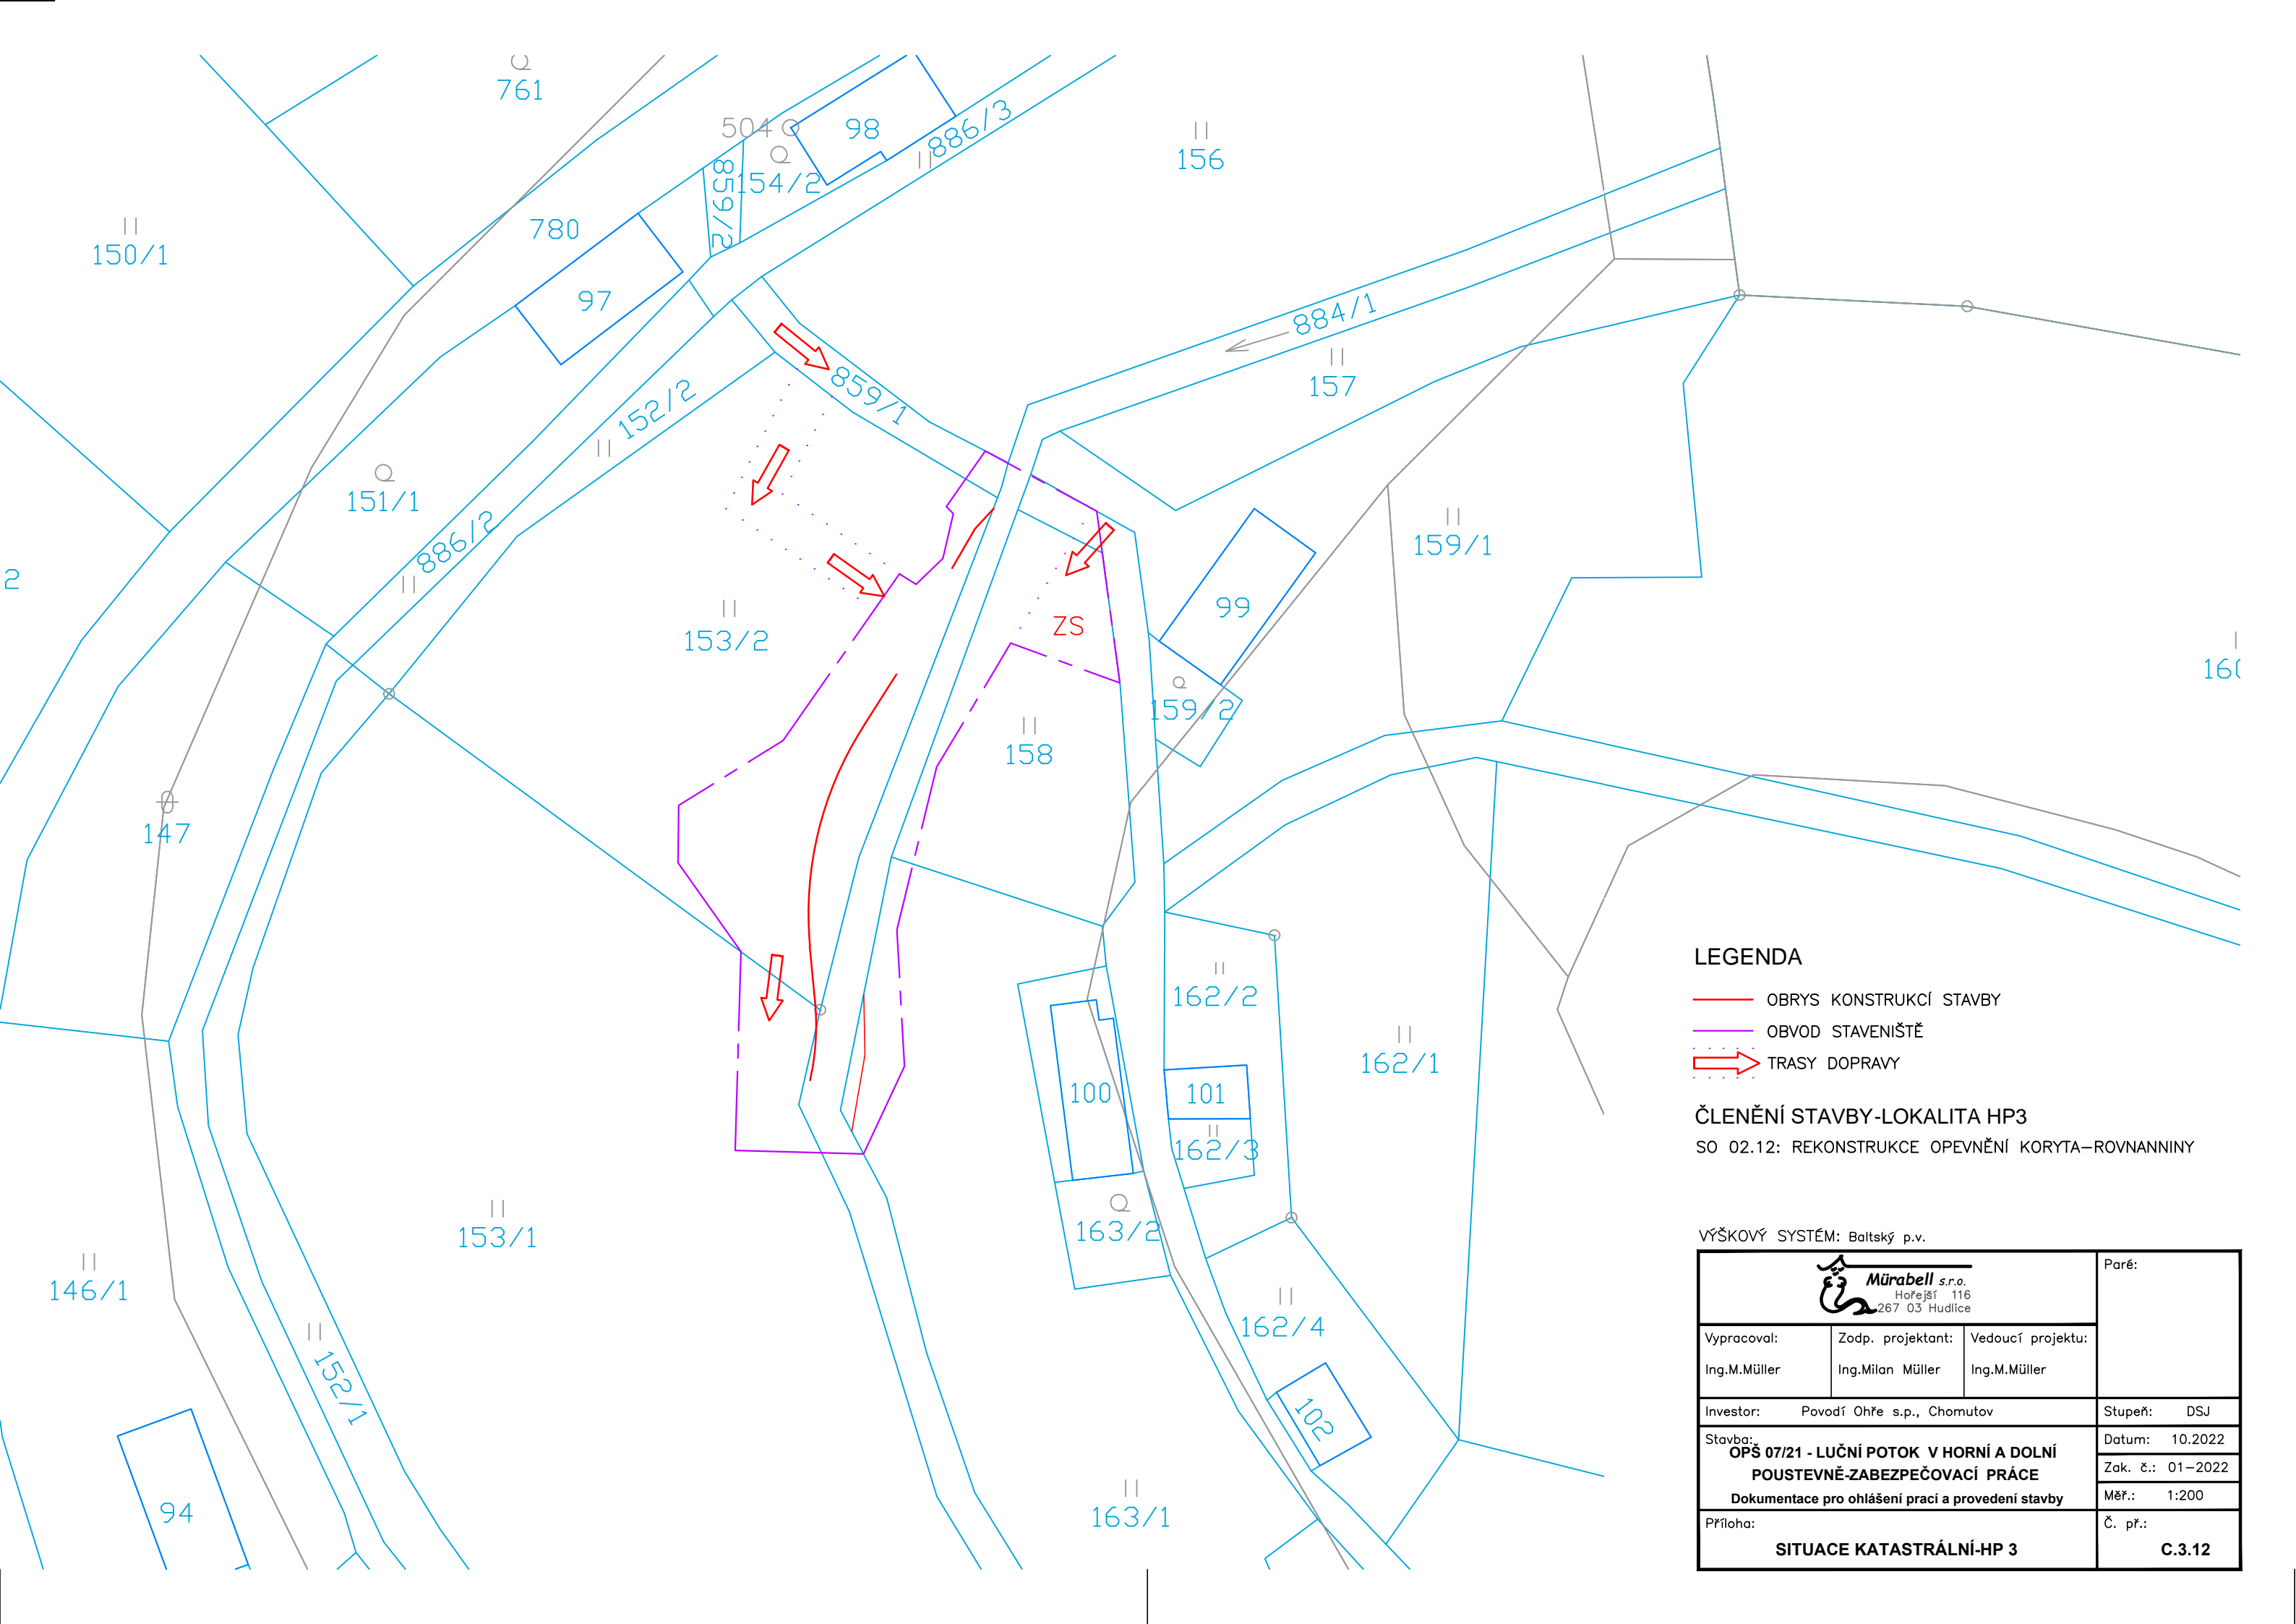 761
504
98
886/3
156
859/2
154/2
150/1
780
97
884/1
157
859/1
152/2
151/1
886/2
159/1
2
99
ZS
153/2
159/2
158
147
162/2
162/1
100
101
162/3
163/2
153/1
146/1
162/4
152/1
102
94
163/1
LEGENDA
OBRYS KONSTRUKCÍ STAVBY
OBVOD STAVENIŠTĚ
TRASY DOPRAVY
ČLENĚNÍ STAVBY-LOKALITA HP3
SO 02.12: REKONSTRUKCE OPEVNĚNÍ KORYTA-ROVNANNINY
VÝŠKOVÝ SYSTÉM: Baltský p.v.
Mürabell s.r.o.
Hořejší 116
267 03 Hudlice
Paré:
Vypracoval:
Ing.M.Müller
Zodp. projektant:
Ing.Milan Müller
Vedoucí projektu:
Ing.M.Müller
Investor: Povodí Ohře s.p., Chomutov
Stupeň: DSJ
Stavba:
OPŠ 07/21 - LUČNÍ POTOK V HORNÍ A DOLNÍ
POUSTEVNĚ-ZABEZPEČOVACÍ PRÁCE
Dokumentace pro ohlášení prací a provedení stavby
Datum: 10.2022
Zak. č.: 01-2022
Měř.: 1:200
Příloha:
SITUACE KATASTRÁLNÍ-HP 3
Č. př.:
C.3.12